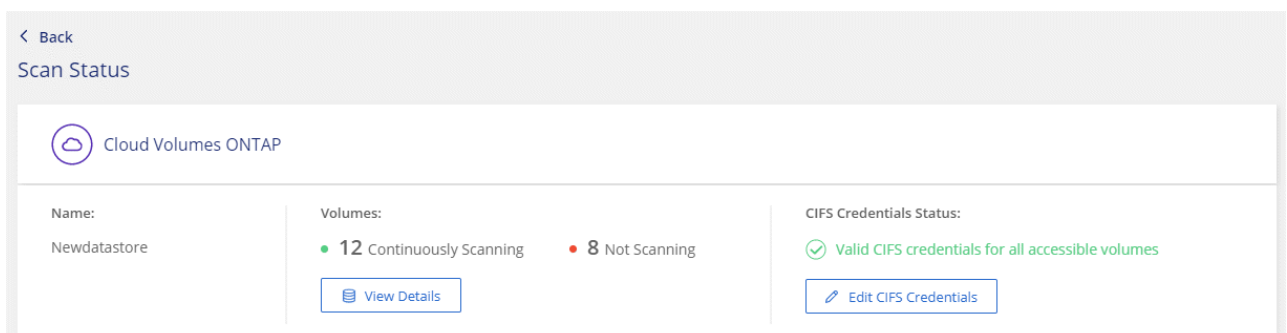 Back
Scan Status
Cloud Volumes ONTAP
Name:
Newdatastore
Volumes:
12 Continuously Scanning
8 Not Scanning
View Details
CIFS Credentials Status:
Valid CIFS credentials for all accessible volumes
Edit CIFS Credentials